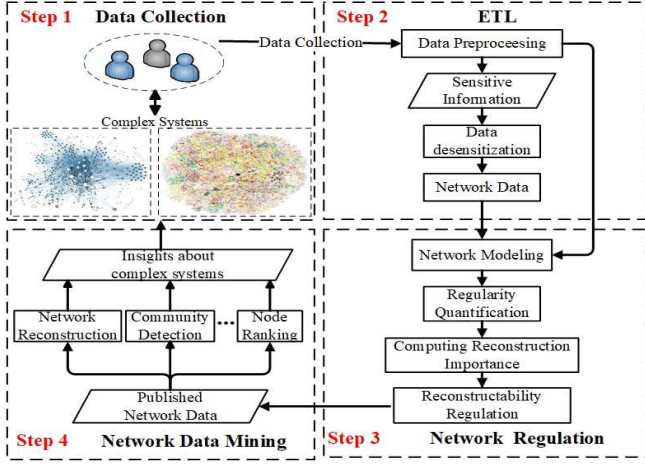 Step 1 Data Collection
Data Collection
Complex Systems
Step 2 ETL
Data Preproceesing
Sensitive
Information
Data
desensitization
Network Data
Network Modeling
Regularity
Quantification
Computing Reconstruction
Importance
Reconstructability
Regulation
Step 3 Network Regulation
Insights about
complex systems
Network
Reconstruction
Community
Detection
...
Node
Ranking
Published
Network Data
Step 4 Network Data Mining